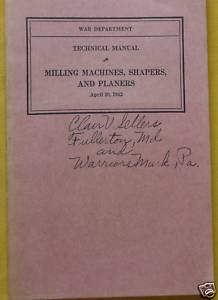 WAR DEPARTMENT
TECHNICAL MANUAL
MILLING MACHINES, SHAPERS,
AND PLANERS
April 20, 1942
Clair V Sellers
Fullerton, Md.
and
Warriors Mark, Pa.